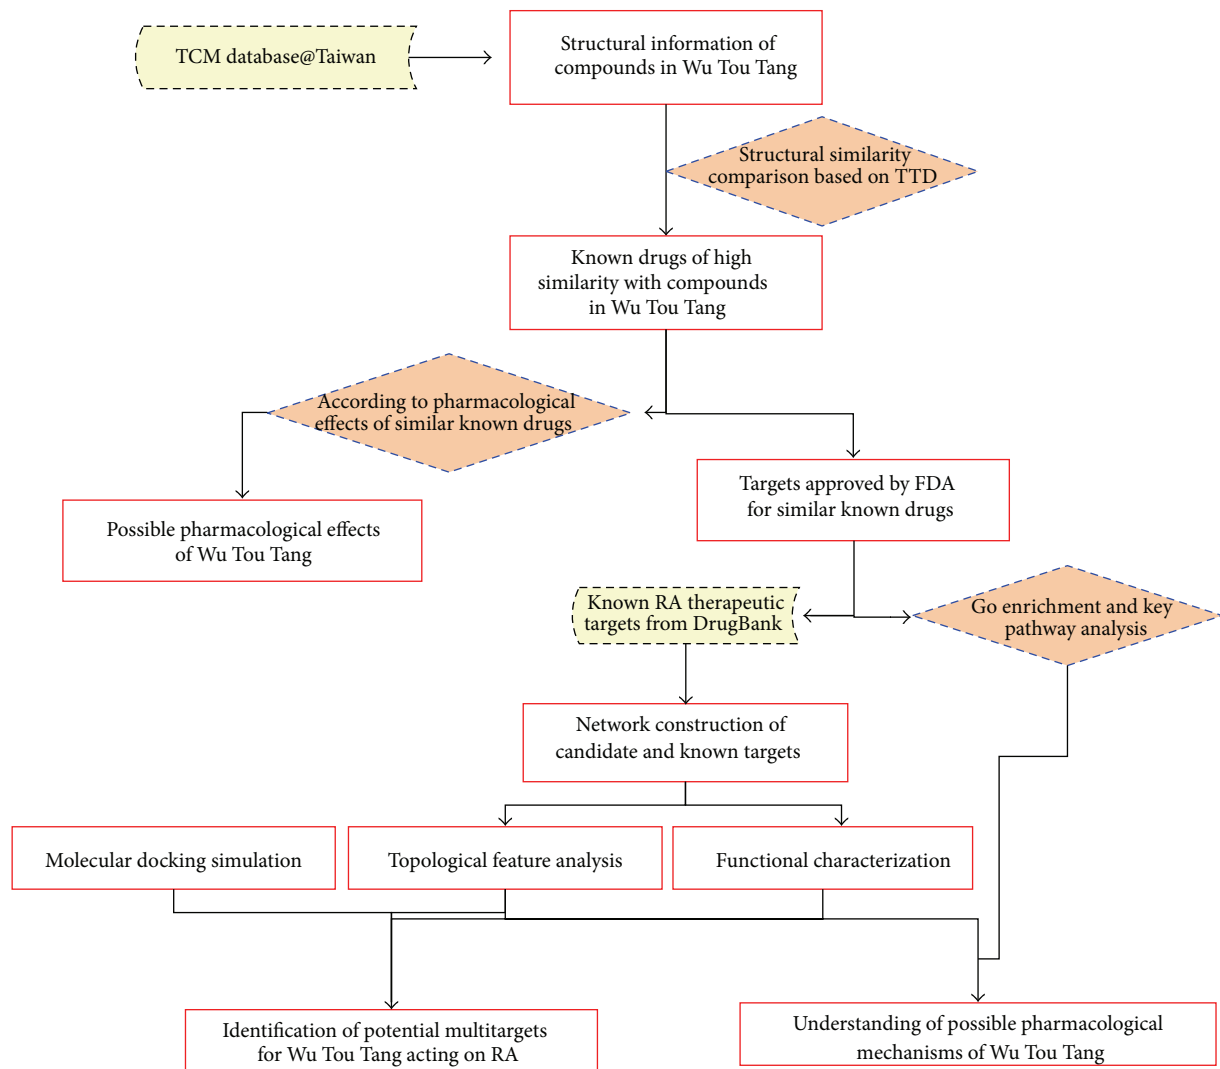 TCM database@Taiwan
Structural information of
compounds in Wu Tou Tang
Structural similarity
comparison based on TTD
Known drugs of high
similarity with compounds
in Wu Tou Tang
According to pharmacological
effects of similar known drugs
Targets approved by FDA
for similar known drugs
Possible pharmacological effects
of Wu Tou Tang
Known RA therapeutic
targets from DrugBank
Go enrichment and key
pathway analysis
Network construction of
candidate and known targets
Molecular docking simulation
Topological feature analysis
Functional characterization
Identification of potential multitargets
for Wu Tou Tang acting on RA
Understanding of possible pharmacological
mechanisms of Wu Tou Tang